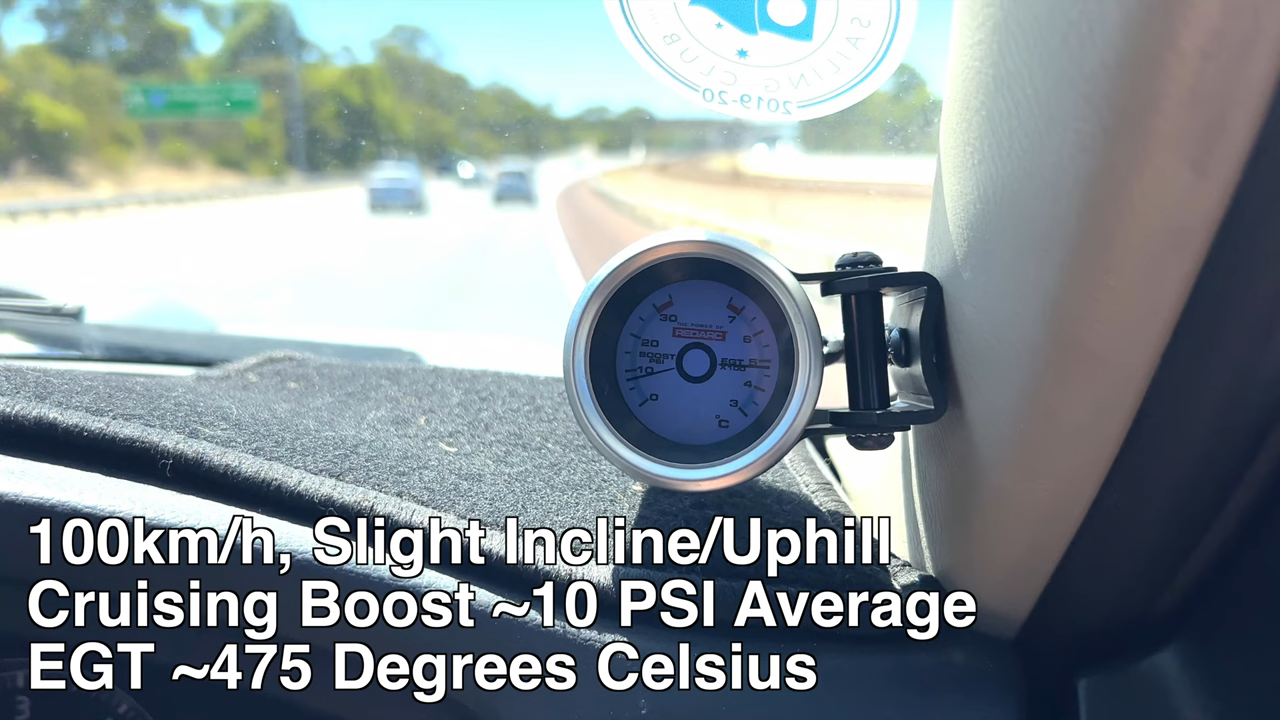 SAILING CLUB
2019-20
30
7
THE POWER OF
REDARC
20
6
BOOST
PSI
EGT
X100
5
10
4
0
3
°C
100km/h, Slight Incline/Uphill
Cruising Boost ~10 PSI Average
EGT ~475 Degrees Celsius